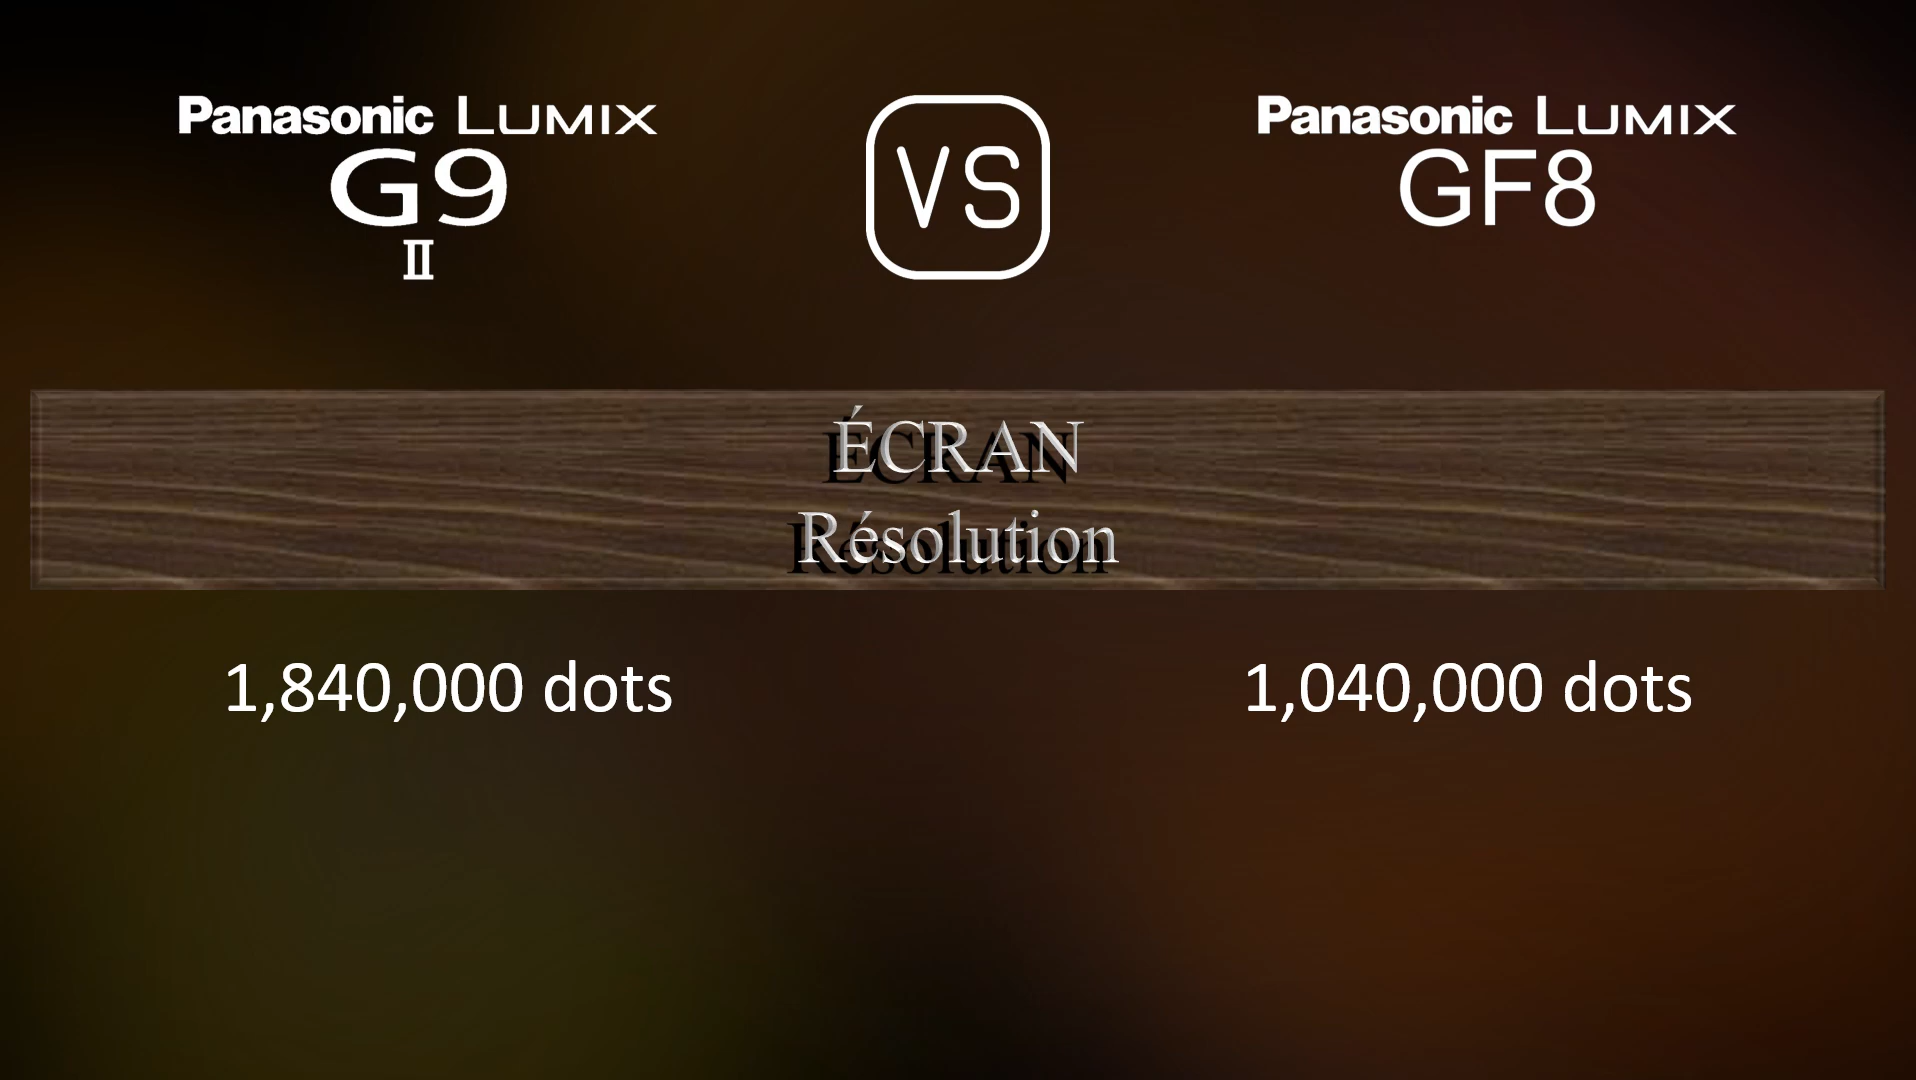 Panasonic LUMIX
G9
II
VS
Panasonic LUMIX
GF8
ÉCRAN
Résolution
1,840,000 dots
1,040,000 dots